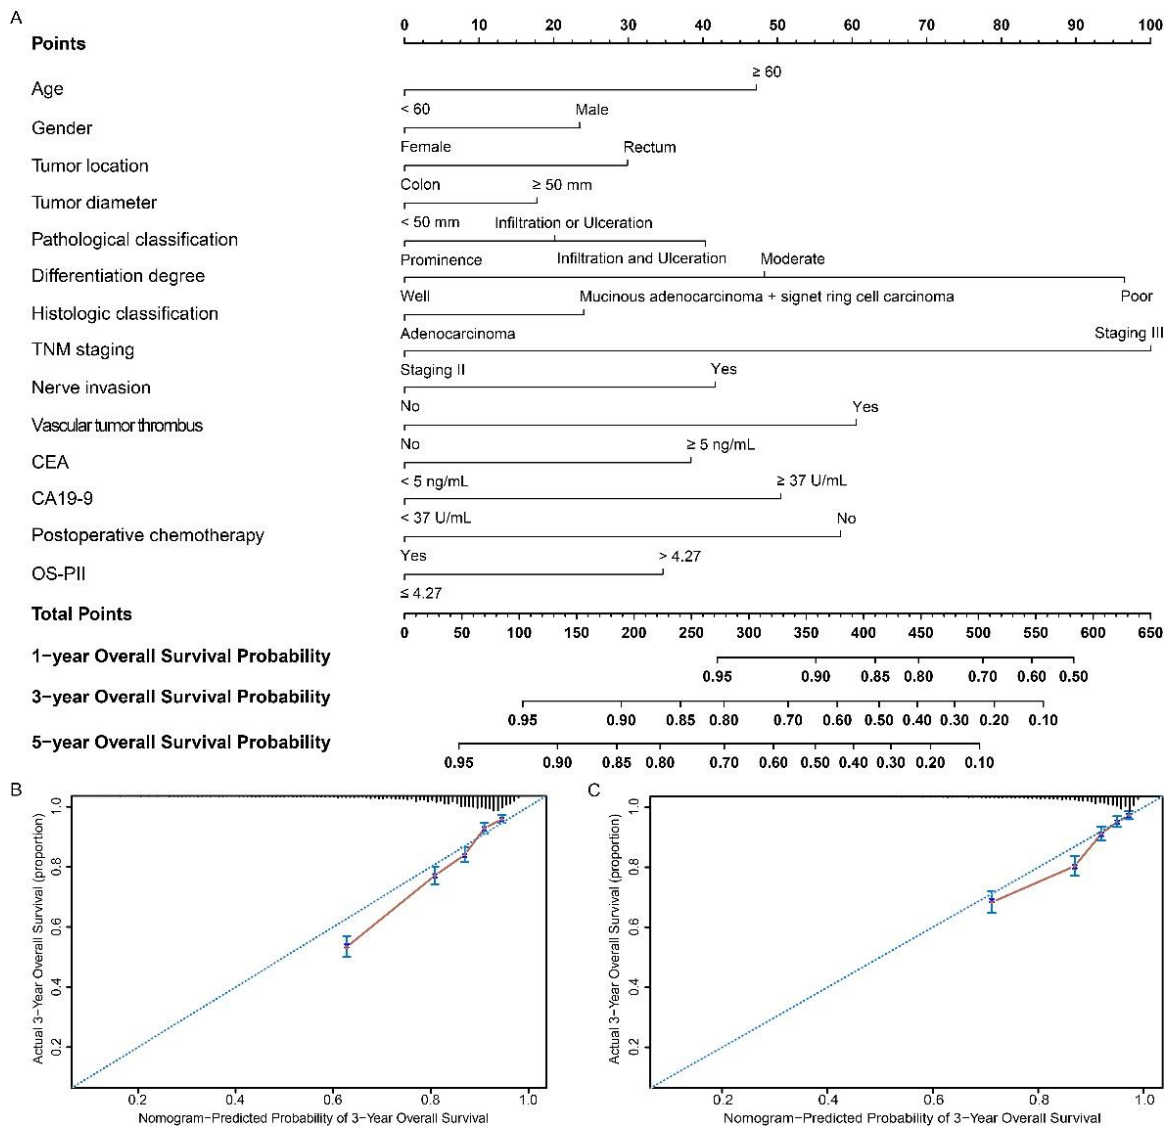 A
Points
0 10 20 30 40 50 60 70 80 90 100
≥ 60
Age
< 60 Male
Gender
Female Rectum
Tumor location
Colon ≥ 50 mm
Tumor diameter
< 50 mm Infiltration or Ulceration
Pathological classification
Prominence Infiltration and Ulceration Moderate
Differentiation degree
Well Mucinous adenocarcinoma + signet ring cell carcinoma Poor
Histologic classification
Adenocarcinoma Staging III
TNM staging
Staging II Yes
Nerve invasion
No Yes
Vascular tumor thrombus
No ≥ 5 ng/mL
CEA
< 5 ng/mL ≥ 37 U/mL
CA19−9
< 37 U/mL No
Postoperative chemotherapy
Yes > 4.27
OS-PII
≤ 4.27
Total Points
0 50 100 150 200 250 300 350 400 450 500 550 600 650
1−year Overall Survival Probability
0.95 0.90 0.85 0.80 0.70 0.60 0.50
3−year Overall Survival Probability
0.95 0.90 0.85 0.80 0.70 0.60 0.50 0.40 0.30 0.20 0.10
5−year Overall Survival Probability
0.95 0.90 0.85 0.80 0.70 0.60 0.50 0.40 0.30 0.20 0.10
B
Actual 3−Year Overall Survival (proportion)
1.0
0.8
0.6
0.4
0.2
0.2 0.4 0.6 0.8 1.0
Nomogram−Predicted Probability of 3−Year Overall Survival
C
Actual 3−Year Overall Survival (proportion)
1.0
0.8
0.6
0.4
0.2
0.2 0.4 0.6 0.8 1.0
Nomogram−Predicted Probability of 3−Year Overall Survival